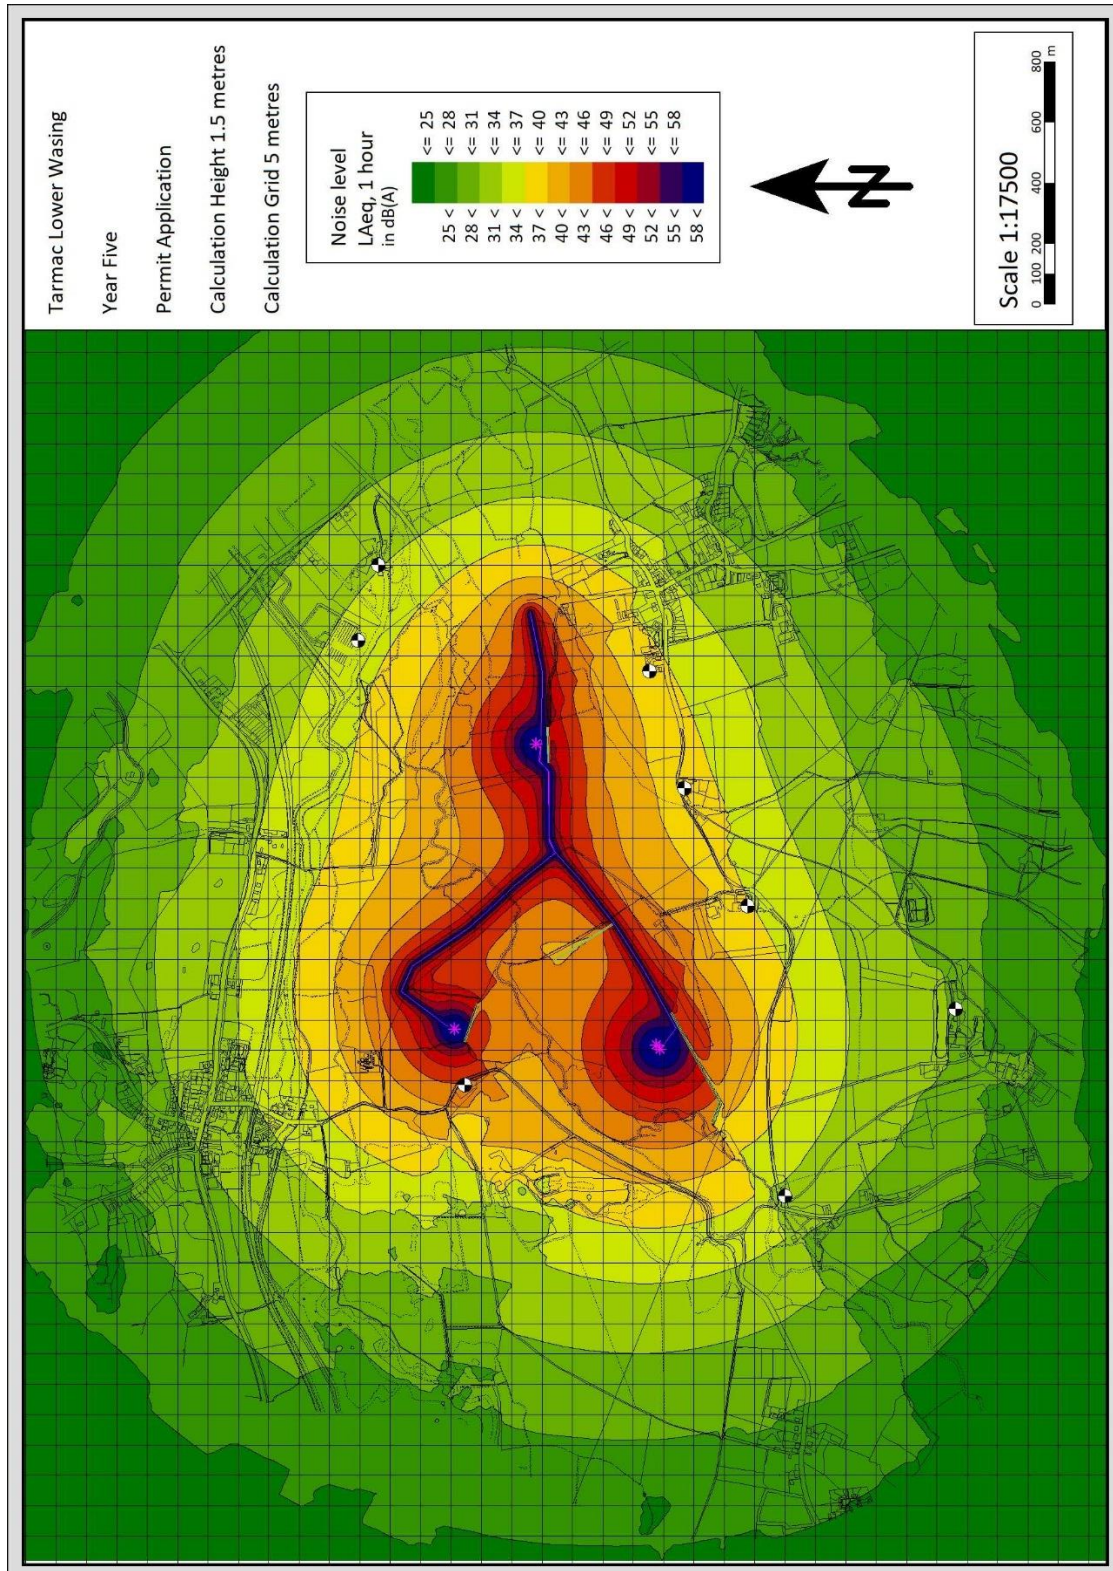 Tarmac Lower Wasing
Year Five
Permit Application
Calculation Height 1.5 metres
Calculation Grid 5 metres
Noise level
LAeq, 1 hour
in dB(A)
<= 25
25 < <= 28
28 < <= 31
31 < <= 34
34 < <= 37
37 < <= 40
40 < <= 43
43 < <= 46
46 < <= 49
49 < <= 52
52 < <= 55
55 < <= 58
58 <
N
Scale 1:17500
0 100 200 400 600 800
m